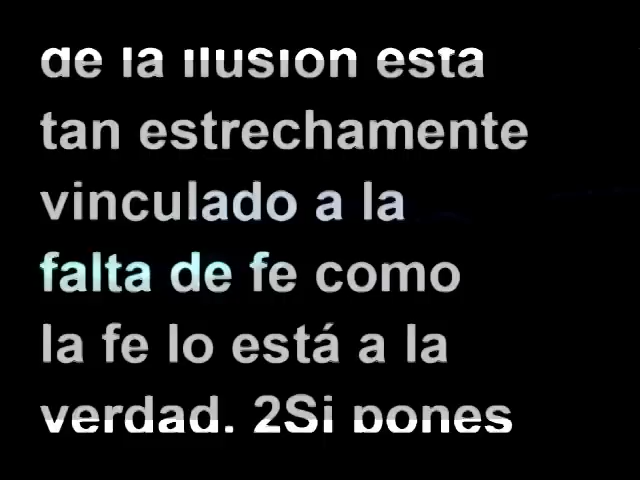 de la ilusión está
tan estrechamente
vinculado a la
falta de fe como
la fe lo está a la
verdad. 2Si pones